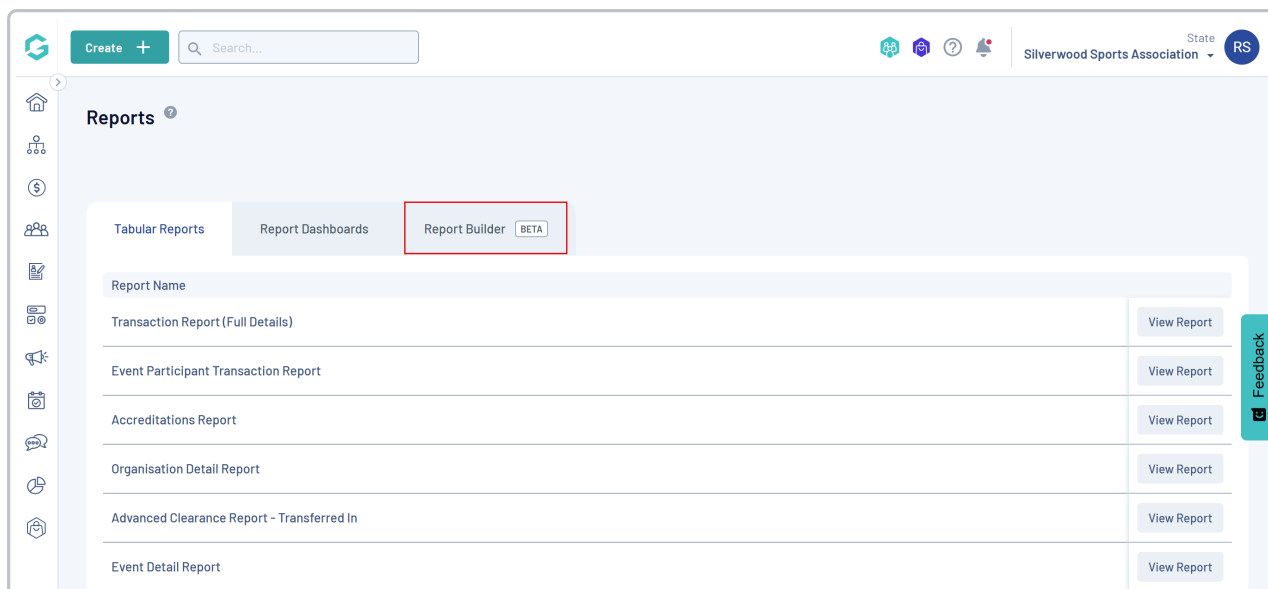 Create +
Search...
State
Silverwood Sports Association
RS
Reports
Tabular Reports
Report Dashboards
Report Builder BETA
Report Name
Transaction Report (Full Details)
View Report
Event Participant Transaction Report
View Report
Accreditations Report
View Report
Organisation Detail Report
View Report
Advanced Clearance Report - Transferred In
View Report
Event Detail Report
View Report
Feedback